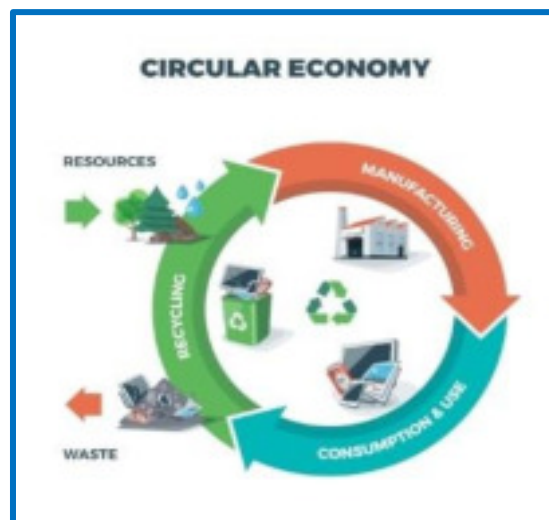 CIRCULAR ECONOMY
RESOURCES
MANUFACTURING
RECYCLING
CONSUMPTION & USE
WASTE